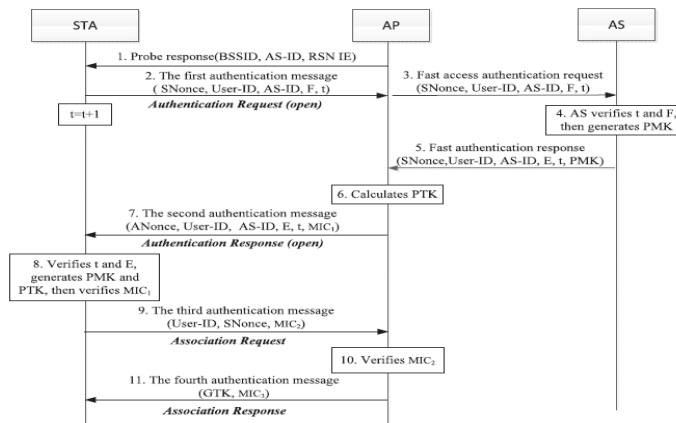 STA
AP
AS
1. Probe response(BSSID, AS-ID, RSN IE)
2. The first authentication message
( SNonce, User-ID, AS-ID, F, t)
Authentication Request (open)
3. Fast access authentication request
(SNonce, User-ID, AS-ID, F, t)
t=t+1
4. AS verifies t and F,
then generates PMK
5. Fast authentication response
(SNonce,User-ID, AS-ID, E, t, PMK)
6. Calculates PTK
7. The second authentication message
(ANonce, User-ID, AS-ID, E, t, MIC₁)
Authentication Response (open)
8. Verifies t and E,
generates PMK and
PTK, then verifies MIC₁
9. The third authentication message
(User-ID, SNonce, MIC₂)
Association Request
10. Verifies MIC₂
11. The fourth authentication message
(GTK, MIC₃)
Association Response